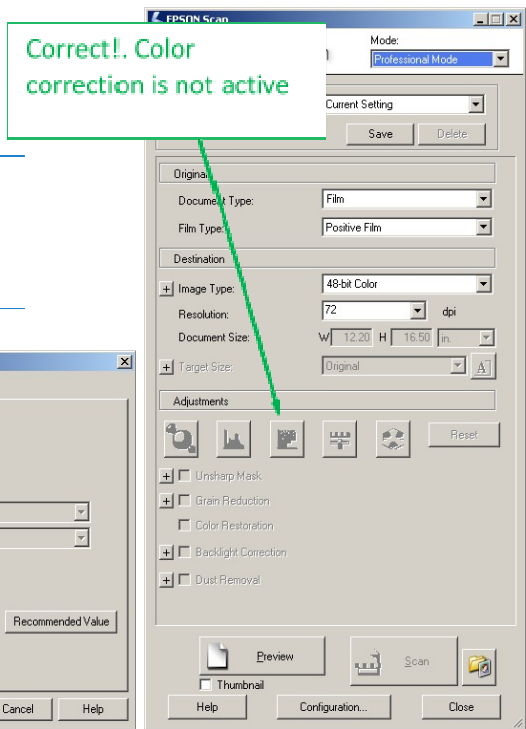 EPSON Scan
Correct!. Color
correction is not active
Mode:
Professional Mode
Current Setting
Save Delete
Original
Document Type: Film
Film Type: Positive Film
Destination
Image Type: 48-bit Color
Resolution: 72 dpi
Document Size: W 12.20 H 16.50 in.
Target Size: Original
Adjustments
Reset
Unsharp Mask
Grain Reduction
Color Restoration
Backlight Correction
Dust Removal
Recommended Value
Preview
Scan
Thumbnail
Cancel Help
Help Configuration... Close